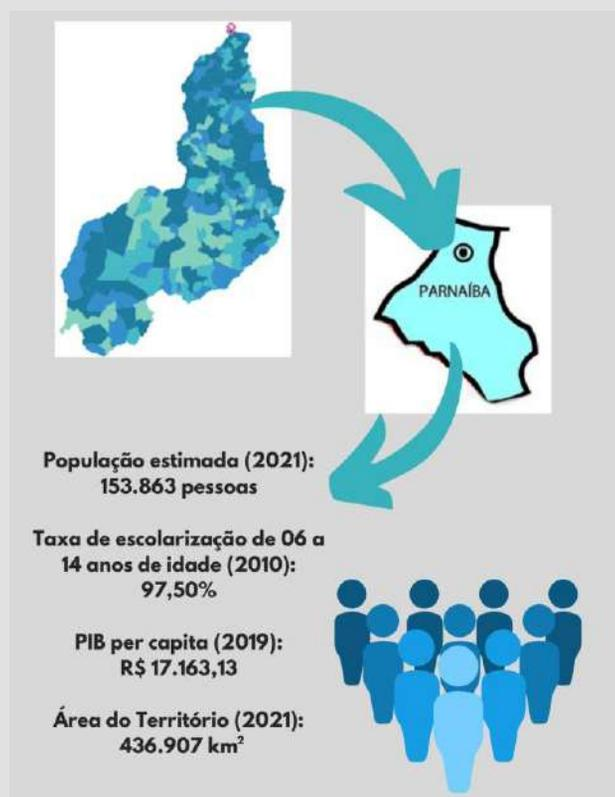 PARNAÍBA
População estimada (2021):
153.863 pessoas
Taxa de escolarização de 06 a
14 anos de idade (2010):
97,50%
PIB per capita (2019):
R$ 17.163,13
Área do Território (2021):
436.907 km²